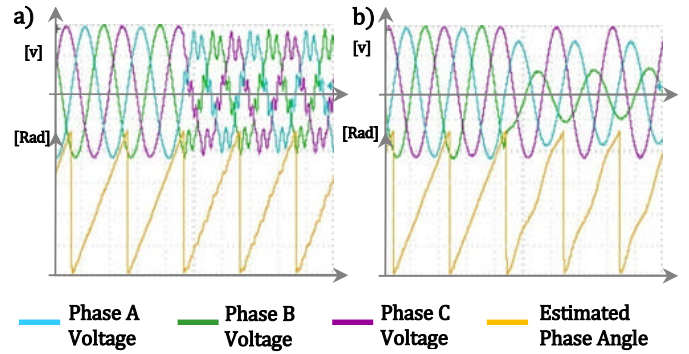 a)
[v]
[Rad]
b)
[v]
[Rad]
Phase A
Voltage
Phase B
Voltage
Phase C
Voltage
Estimated
Phase Angle